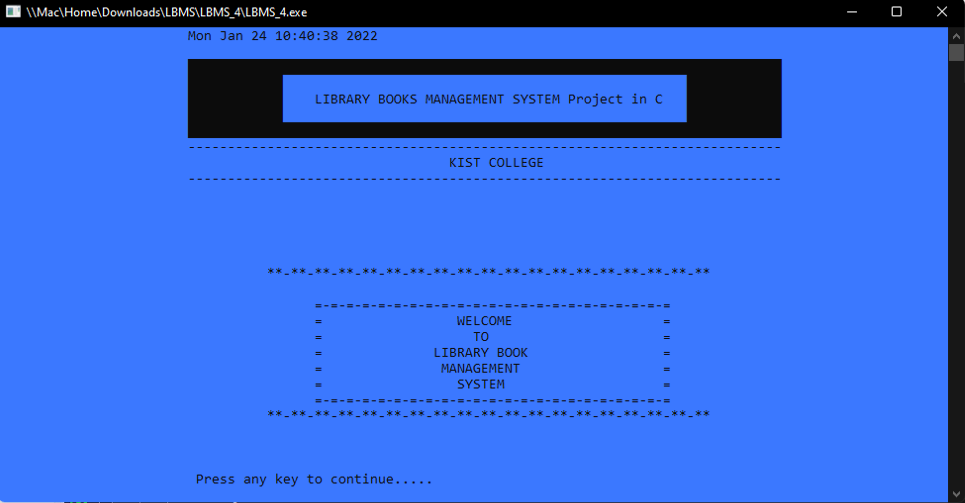 \\Mac\Home\Downloads\LBMS\LBMS_4\LBMS_4.exe
Mon Jan 24 10:40:38 2022
LIBRARY BOOKS MANAGEMENT SYSTEM Project in C
---------------------------------------------------------------------------
KIST COLLEGE
---------------------------------------------------------------------------
**-**-**-**-**-**-**-**-**-**-**-**-**-**-**-**-**-**-**
=-=-=-=-=-=-=-=-=-=-=-=-=-=-=-=-=-=-=-=-=-=-=
= WELCOME =
= TO =
= LIBRARY BOOK =
= MANAGEMENT =
= SYSTEM =
=-=-=-=-=-=-=-=-=-=-=-=-=-=-=-=-=-=-=-=-=-=-=
**-**-**-**-**-**-**-**-**-**-**-**-**-**-**-**-**-**-**
Press any key to continue.....